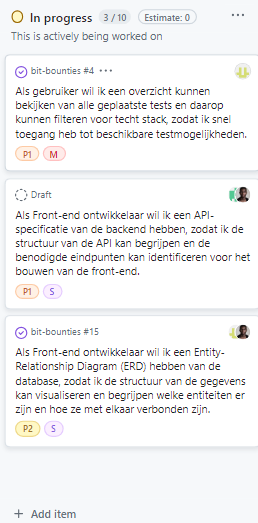 In progress 3 / 10 Estimate: 0 ...
This is actively being worked on
bit-bounties #4 ...
Als gebruiker wil ik een overzicht kunnen
bekijken van alle geplaatste tests en daarop
kunnen filteren voor techt stack, zodat ik snel
toegang heb tot beschikbare testmogelijkheden.
P1 M
Draft
Als Front-end ontwikkelaar wil ik een API-
specificatie van de backend hebben, zodat ik de
structuur van de API kan begrijpen en de
benodigde eindpunten kan identificeren voor het
bouwen van de front-end.
P1 S
bit-bounties #15
Als Front-end ontwikkelaar wil ik een Entity-
Relationship Diagram (ERD) hebben van de
database, zodat ik de structuur van de gegevens
kan visualiseren en begrijpen welke entiteiten er
zijn en hoe ze met elkaar verbonden zijn.
P2 S
+ Add item